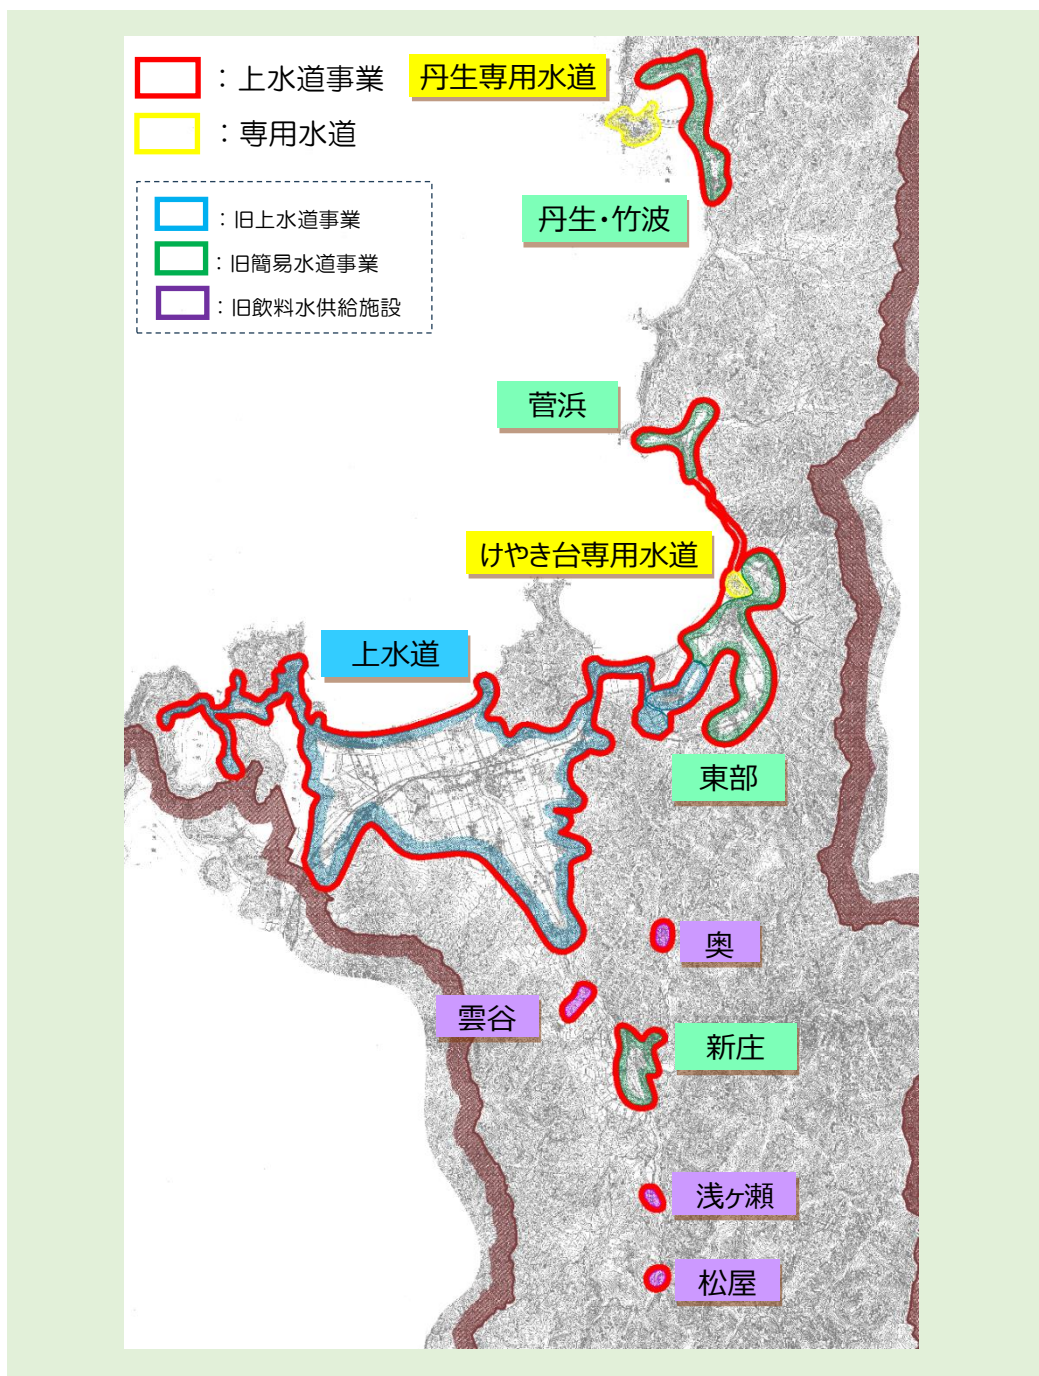 ：上水道事業
丹生専用水道
：専用水道
：旧上水道事業
：旧簡易水道事業
：旧飲料水供給施設
丹生・竹波
菅浜
けやき台専用水道
上水道
東部
奥
雲谷
新庄
浅ヶ瀬
松屋